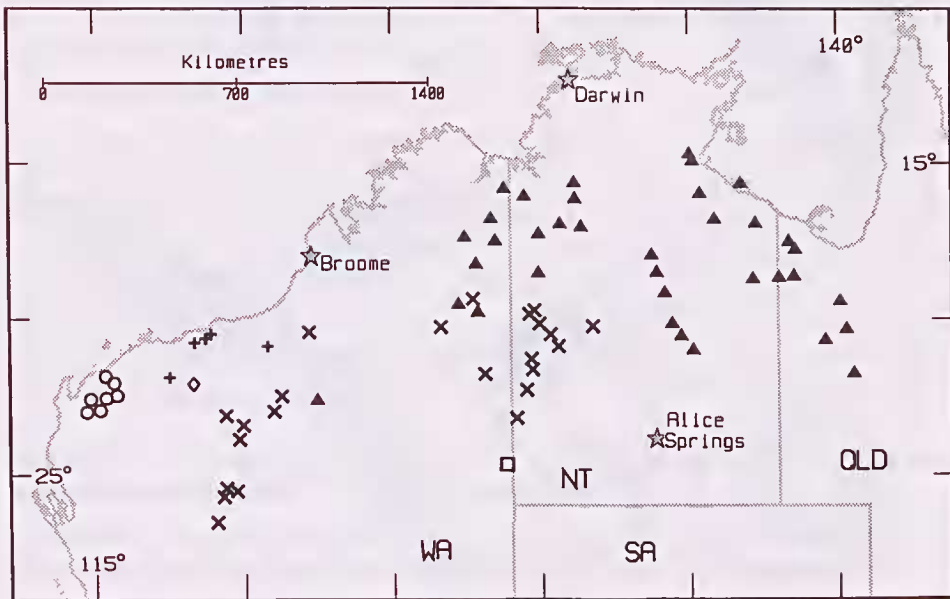 140°
Kilometres
0 700 1400
Darwin
15°
Broome
Alice
Springs
25°
NT
QLD
WA
SA
115°